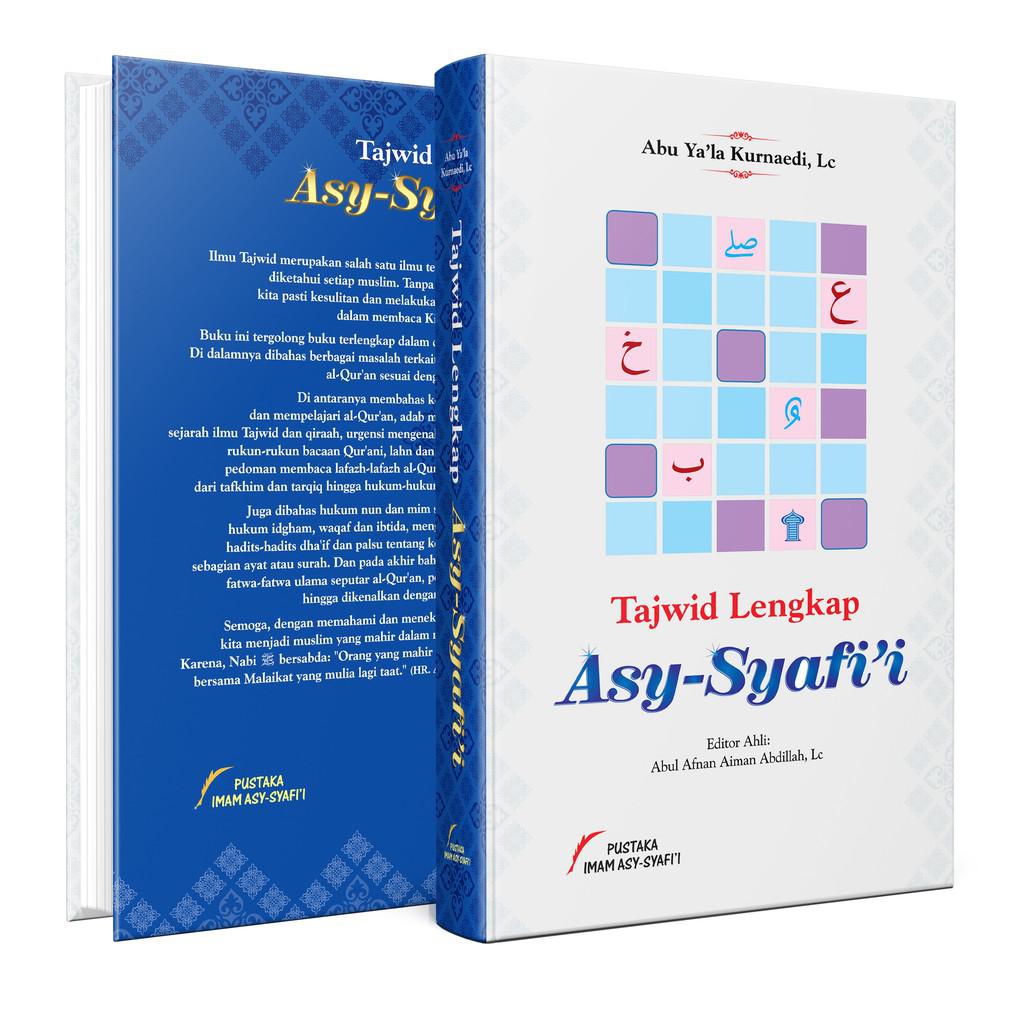 Tajwid
Asy-Sy
Ilmu Tajwid merupakan salah satu ilmu
diketahui setiap muslim. Tanpa
kita pasti kesulitan dan melakuka
dalam membaca
Buku ini tergolong buku terlengkap dalam
Di dalamnya dibahas berbagai masalah terkait
al-Qur'an sesuai deng
Di antaranya membahas
dan mempelajari al-Qur'an, adab
sejarah ilmu Tajwid dan qiraah, urgensi mengenal
rukun-rukun bacaan Qur'ani, lahn dan
pedoman membaca lafazh-lafazh al-Qur
dari tafkhim dan tarqiq hingga hukum-hukum
Juga dibahas hukum nun dan mim
hukum idgham, waqaf dan ibtida, meng
hadits-hadits dha'if dan palsu tentang
sebagian ayat atau surah. Dan pada akhir bah
fatwa-fatwa ulama seputar al-Qur'an,
hingga dikenalkan dengan
Semoga, dengan memahami dan menek
kita menjadi muslim yang mahir dalam
Karena, Nabi ﷺ bersabda: "Orang yang mahir
bersama Malaikat yang mulia lagi taat." (HR.
PUSTAKA
IMAM ASY-SYAFI'I
Abu Ya'la
Kurnaedi, Lc
Tajwid Lengkap Asy-Syafi'i
PUSTAKA
IMAM ASY-SYAFI'I
Abu Ya'la Kurnaedi, Lc
صلے
ع
خ
و
ب
Tajwid Lengkap
Asy-Syafi'i
Editor Ahli:
Abul Afnan Aiman Abdillah, Lc
PUSTAKA
IMAM ASY-SYAFI'I